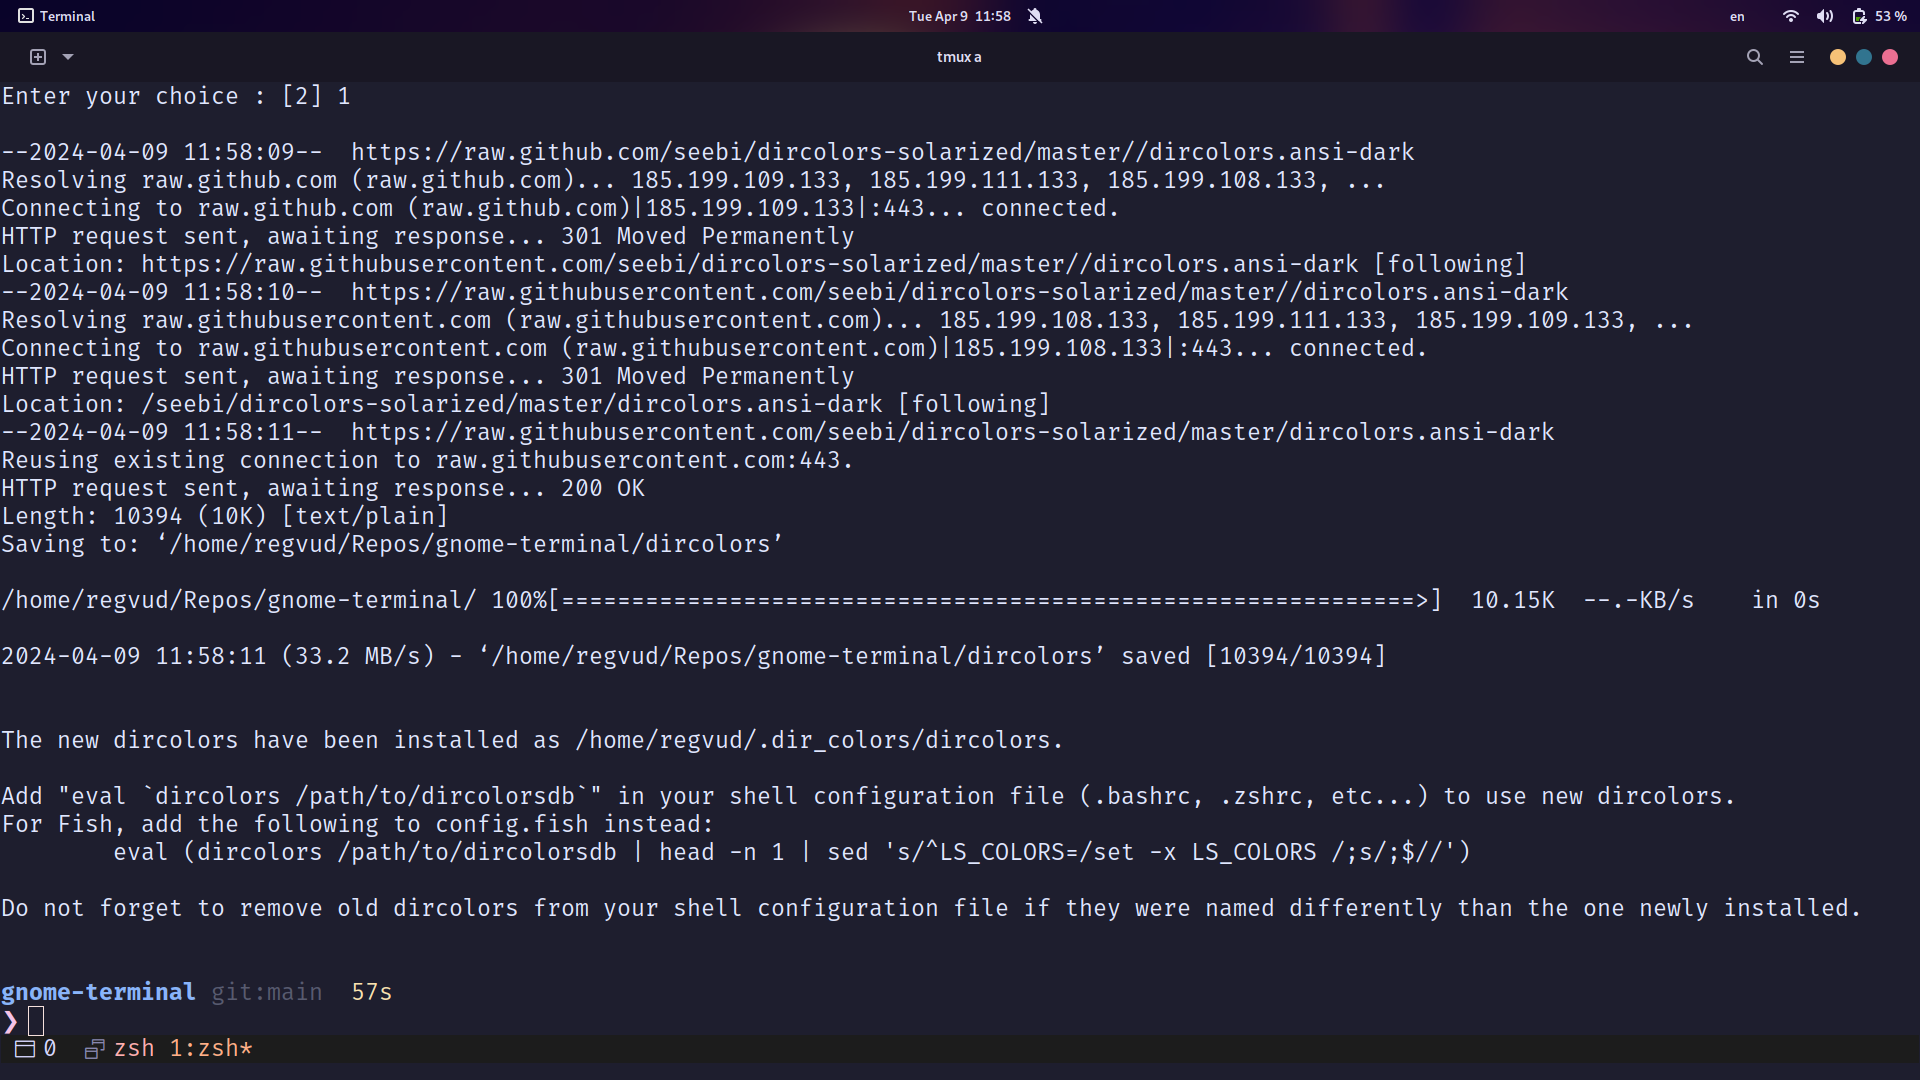 Terminal
Tue Apr 9 11:58
en
53 %
tmux a
Enter your choice : [2] 1
--2024-04-09 11:58:09--  https://raw.github.com/seebi/dircolors-solarized/master//dircolors.ansi-dark
Resolving raw.github.com (raw.github.com)... 185.199.109.133, 185.199.111.133, 185.199.108.133, ...
Connecting to raw.github.com (raw.github.com)|185.199.109.133|:443... connected.
HTTP request sent, awaiting response... 301 Moved Permanently
Location: https://raw.githubusercontent.com/seebi/dircolors-solarized/master//dircolors.ansi-dark [following]
--2024-04-09 11:58:10--  https://raw.githubusercontent.com/seebi/dircolors-solarized/master//dircolors.ansi-dark
Resolving raw.githubusercontent.com (raw.githubusercontent.com)... 185.199.108.133, 185.199.111.133, 185.199.109.133, ...
Connecting to raw.githubusercontent.com (raw.githubusercontent.com)|185.199.108.133|:443... connected.
HTTP request sent, awaiting response... 301 Moved Permanently
Location: /seebi/dircolors-solarized/master/dircolors.ansi-dark [following]
--2024-04-09 11:58:11--  https://raw.githubusercontent.com/seebi/dircolors-solarized/master/dircolors.ansi-dark
Reusing existing connection to raw.githubusercontent.com:443.
HTTP request sent, awaiting response... 200 OK
Length: 10394 (10K) [text/plain]
Saving to: ‘/home/regvud/Repos/gnome-terminal/dircolors’
/home/regvud/Repos/gnome-terminal/ 100%[=============================================================>]  10.15K  --.-KB/s    in 0s
2024-04-09 11:58:11 (33.2 MB/s) - ‘/home/regvud/Repos/gnome-terminal/dircolors’ saved [10394/10394]
The new dircolors have been installed as /home/regvud/.dir_colors/dircolors.
Add "eval `dircolors /path/to/dircolorsdb`" in your shell configuration file (.bashrc, .zshrc, etc...) to use new dircolors.
For Fish, add the following to config.fish instead:
        eval (dircolors /path/to/dircolorsdb | head -n 1 | sed 's/^LS_COLORS=/set -x LS_COLORS /;s/;$//')
Do not forget to remove old dircolors from your shell configuration file if they were named differently than the one newly installed.
gnome-terminal git:main  57s
❯
0  zsh 1:zsh*